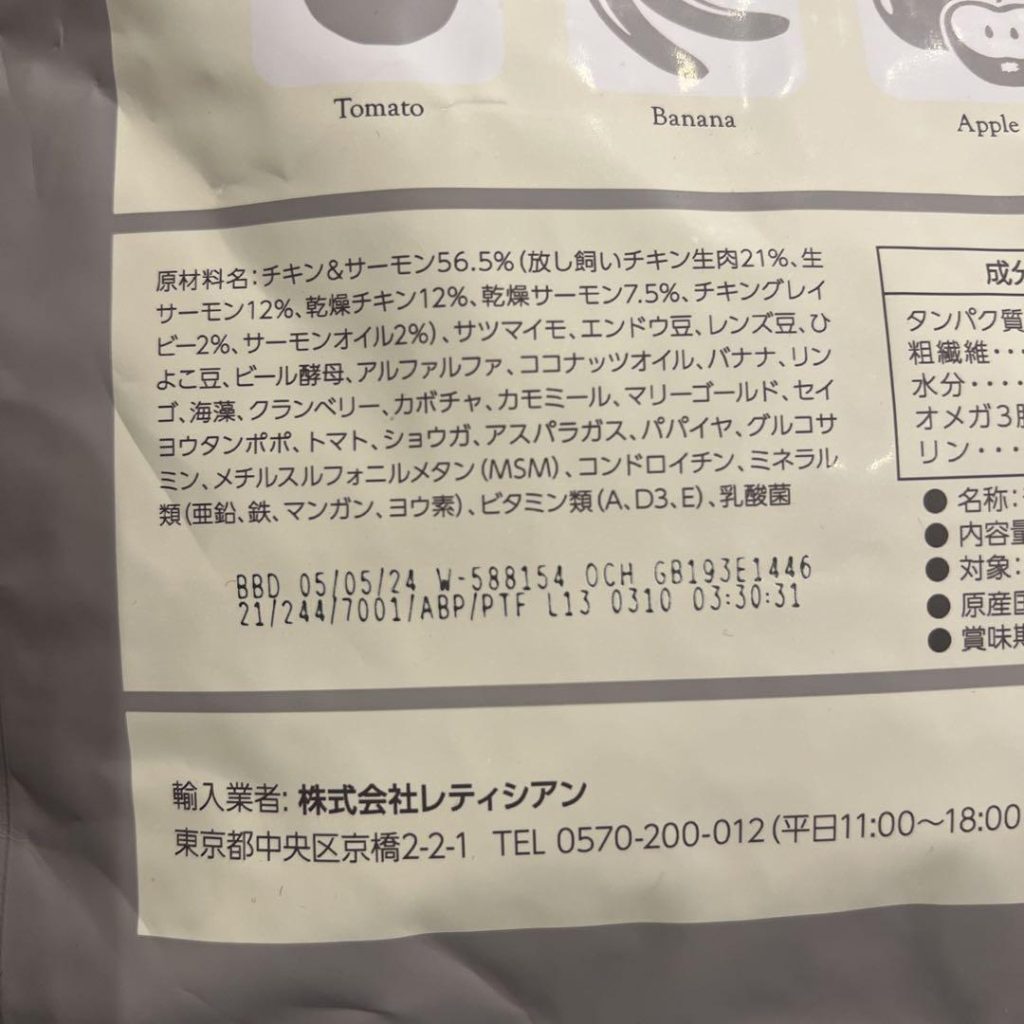 Tomato
Banana
Apple
原材料名:チキン&サーモン56.5%(放し飼いチキン生肉21%、生
サーモン12%、乾燥チキン12%、乾燥サーモン7.5%、チキングレイ
ビー2%、サーモンオイル2%)、サツマイモ、エンドウ豆、レンズ豆、ひ
よこ豆、ビール酵母、アルファルファ、ココナッツオイル、バナナ、リン
ゴ、海藻、クランベリー、カボチャ、カモミール、マリーゴールド、セイ
ヨウタンポポ、トマト、ショウガ、アスパラガス、パパイヤ、グルコサ
ミン、メチルスルフォニルメタン(MSM)、コンドロイチン、ミネラル
類(亜鉛、鉄、マンガン、ヨウ素)、ビタミン類(A、D3、E)、乳酸菌
BBD 05/05/24 W-588154 OCH GB193E1446
21/244/7001/ABP/PTF L13 0310 03:30:31
成分
タンパク質
粗繊維・・
水分・・・・
オメガ3脂
リン・・・
● 名称:
● 内容量
● 対象:
● 原産国
● 賞味期
輸入業者: 株式会社レティシアン
東京都中央区京橋2-2-1 TEL 0570-200-012(平日11:00〜18:00